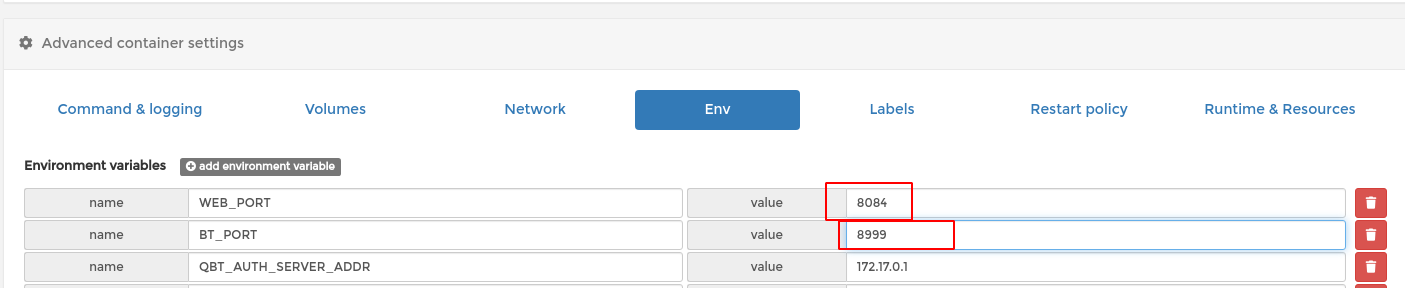 Advanced container settings
Command & logging Volumes Network Env Labels Restart policy Runtime & Resources
Environment variables add environment variable
name WEB_PORT value 8084
name BT_PORT value 8999
name QBT_AUTH_SERVER_ADDR value 172.17.0.1